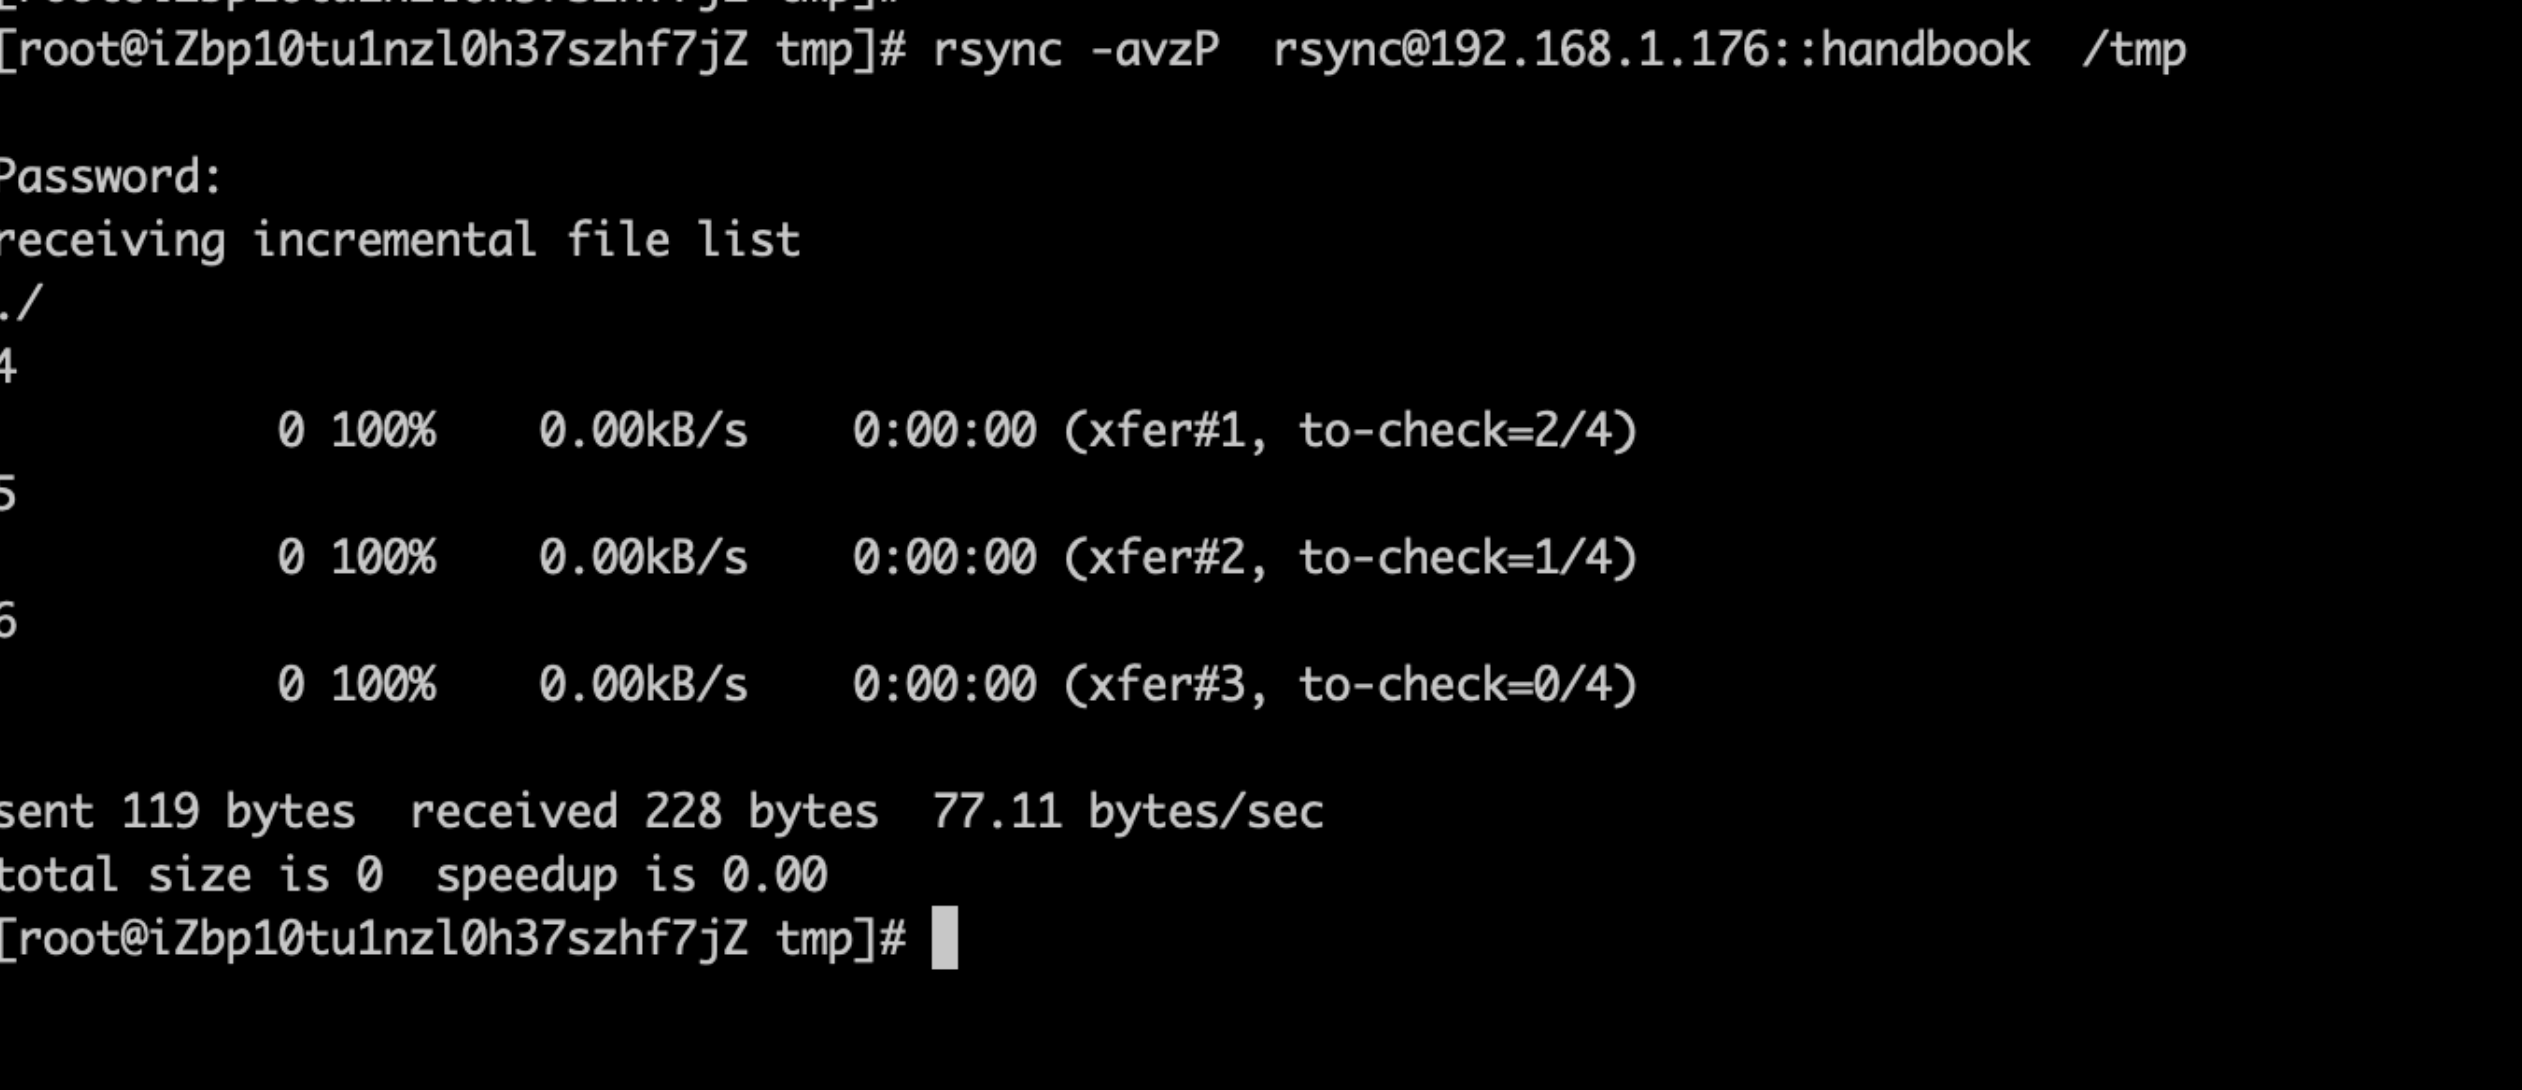 [root@iZbp10tu1nzl0h37szhf7jZ tmp]#
[root@iZbp10tu1nzl0h37szhf7jZ tmp]# rsync -avzP  rsync@192.168.1.176::handbook  /tmp
Password:
receiving incremental file list
./
4
0 100%    0.00kB/s    0:00:00 (xfer#1, to-check=2/4)
5
0 100%    0.00kB/s    0:00:00 (xfer#2, to-check=1/4)
6
0 100%    0.00kB/s    0:00:00 (xfer#3, to-check=0/4)
sent 119 bytes  received 228 bytes  77.11 bytes/sec
total size is 0  speedup is 0.00
[root@iZbp10tu1nzl0h37szhf7jZ tmp]#